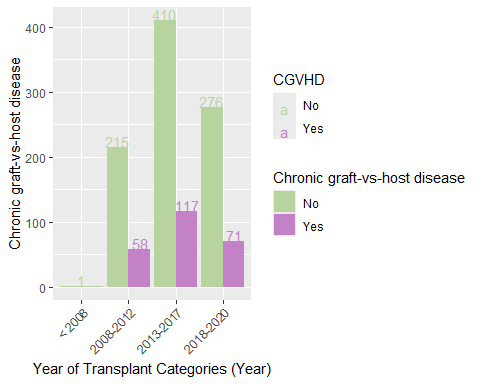 Chronic graft-vs-host disease
400
300
200
100
0
1
215
58
410
117
276
71
<2008
2008-2012
2013-2017
2018-2020
Year of Transplant Categories (Year)
CGVHD
a No
a Yes
Chronic graft-vs-host disease
No
Yes